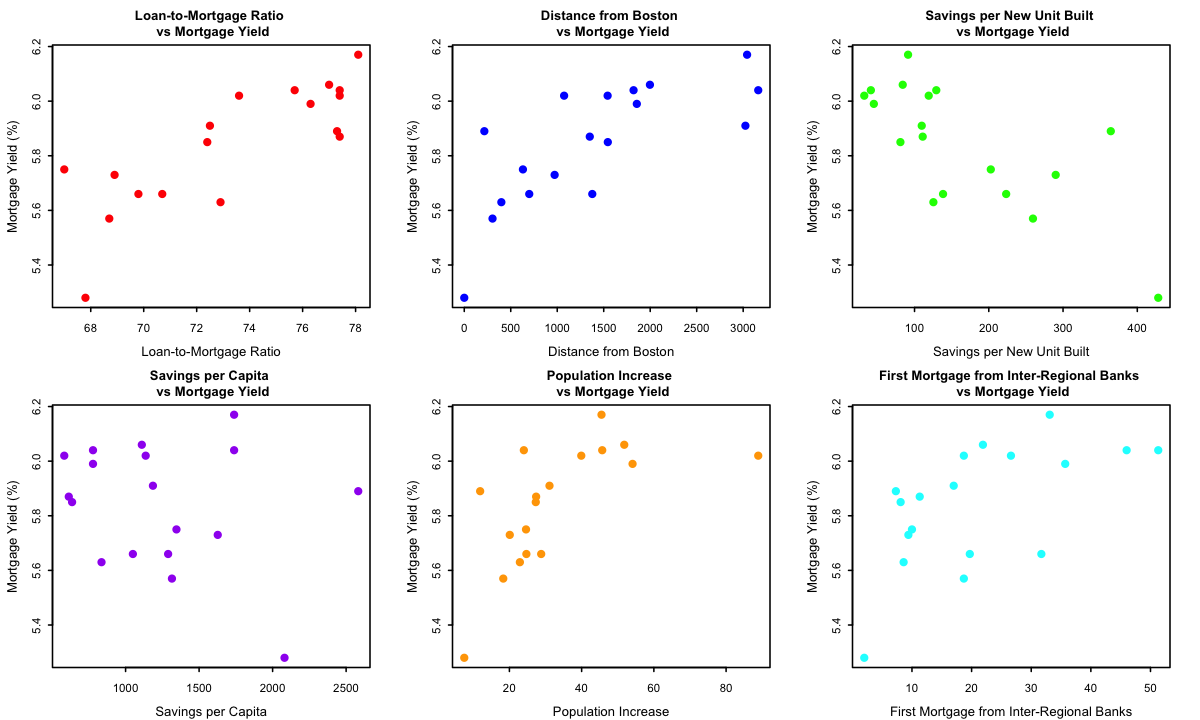 Loan-to-Mortgage Ratio
vs Mortgage Yield
Mortgage Yield (%)
6.2
6.0
5.8
5.6
5.4
68 70 72 74 76 78
Loan-to-Mortgage Ratio
Distance from Boston
vs Mortgage Yield
Mortgage Yield (%)
6.2
6.0
5.8
5.6
5.4
0 500 1000 1500 2000 2500 3000
Distance from Boston
Savings per New Unit Built
vs Mortgage Yield
Mortgage Yield (%)
6.2
6.0
5.8
5.6
5.4
100 200 300 400
Savings per New Unit Built
Savings per Capita
vs Mortgage Yield
Mortgage Yield (%)
6.2
6.0
5.8
5.6
5.4
1000 1500 2000 2500
Savings per Capita
Population Increase
vs Mortgage Yield
Mortgage Yield (%)
6.2
6.0
5.8
5.6
5.4
20 40 60 80
Population Increase
First Mortgage from Inter-Regional Banks
vs Mortgage Yield
Mortgage Yield (%)
6.2
6.0
5.8
5.6
5.4
10 20 30 40 50
First Mortgage from Inter-Regional Banks